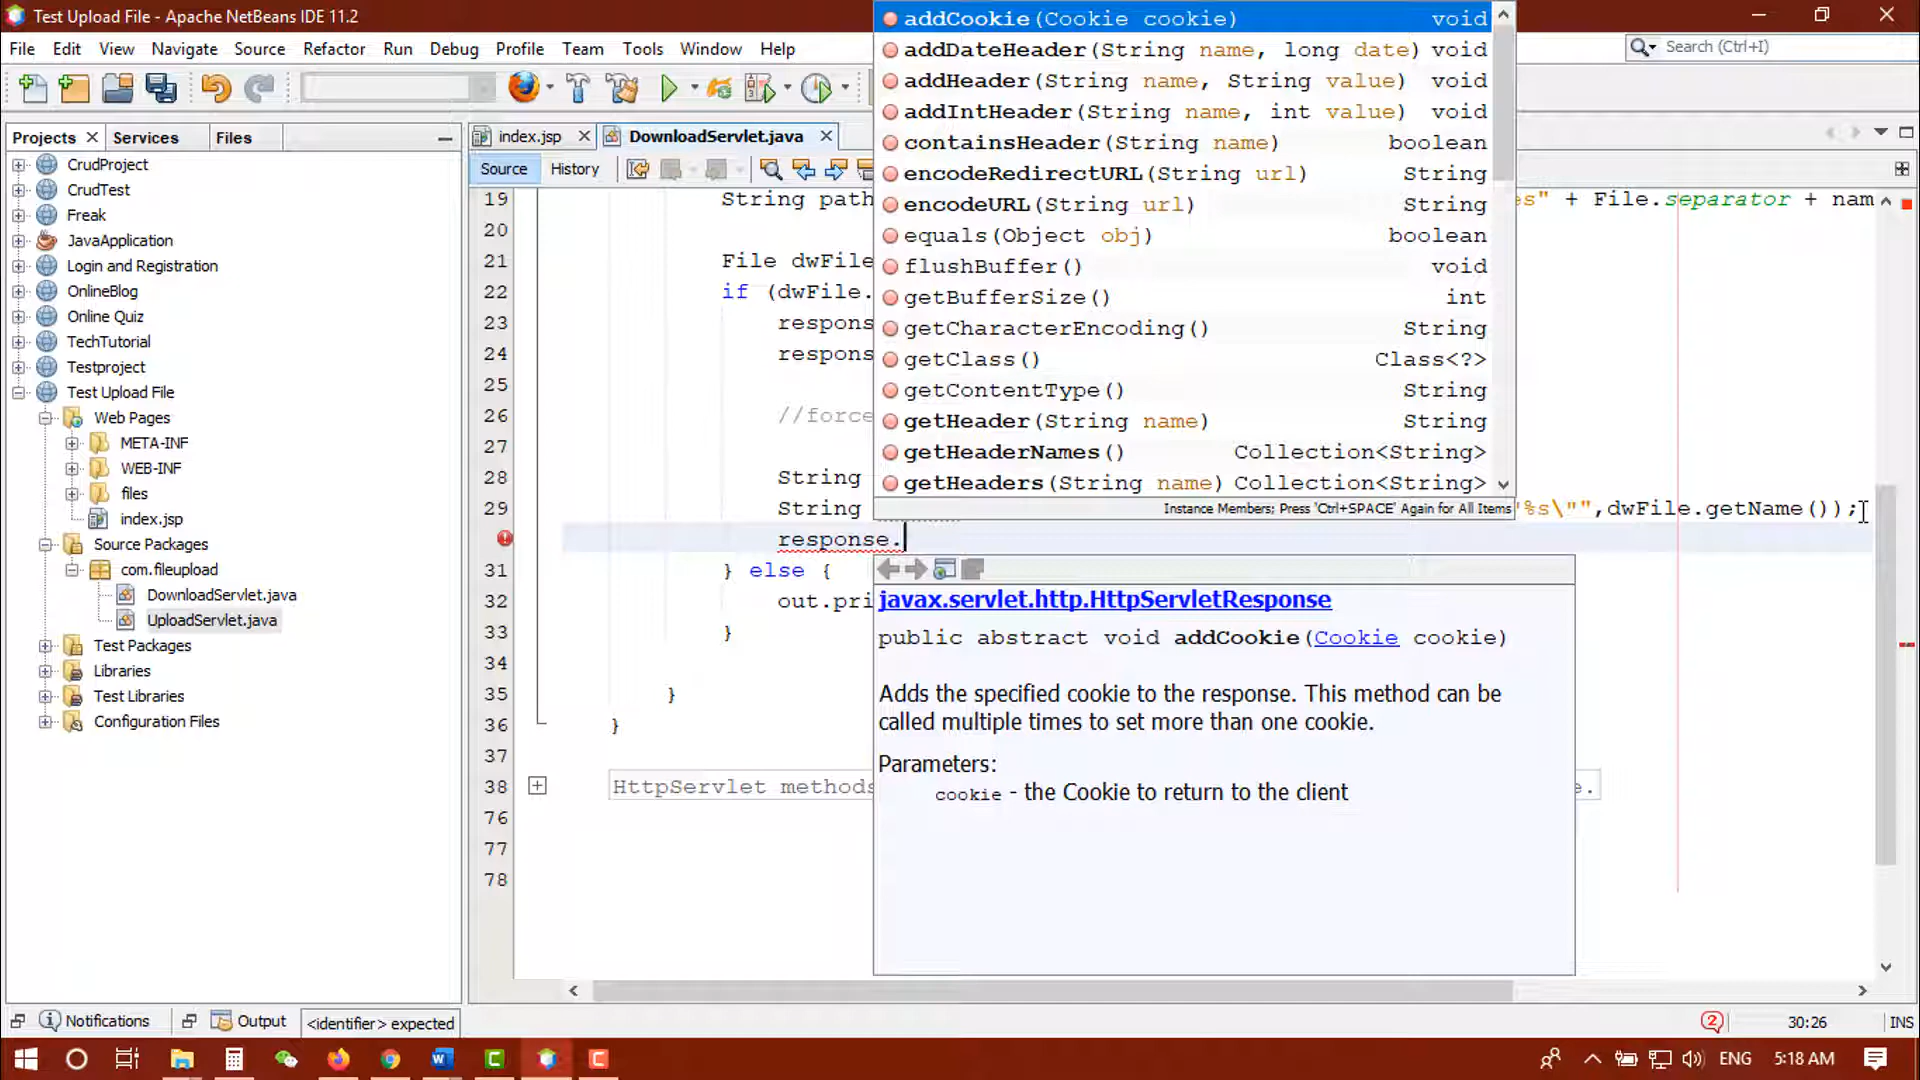 Test Upload File - Apache NetBeans IDE 11.2
File Edit View Navigate Source Refactor Run Debug Profile Team Tools Window Help
Search (Ctrl+I)
Projects Services Files
index.jsp DownloadServlet.java
Source History
CrudProject
CrudTest
Freak
JavaApplication
Login and Registration
OnlineBlog
Online Quiz
TechTutorial
Testproject
Test Upload File
Web Pages
META-INF
WEB-INF
files
index.jsp
Source Packages
com.fileupload
DownloadServlet.java
UploadServlet.java
Test Packages
Libraries
Test Libraries
Configuration Files
addCookie(Cookie cookie) void
addDateHeader(String name, long date) void
addHeader(String name, String value) void
addIntHeader(String name, int value) void
containsHeader(String name) boolean
encodeRedirectURL(String url) String
encodeURL(String url) String
equals(Object obj) boolean
flushBuffer() void
getBufferSize() int
getCharacterEncoding() String
getClass() Class<?>
getContentType() String
getHeader(String name) String
getHeaderNames() Collection<String>
getHeaders(String name) Collection<String>
Instance Members; Press 'Ctrl+SPACE' Again for All Items
19 String path es" + File.separator + nam
20
21 File dwFile
22 if (dwFile.
23 respons
24 respons
25
26 //force
27
28 String
29 String "%s\"",dwFile.getName());
response.
31 } else {
32 out.pri
33 }
34
35 }
36 }
37
38 HttpServlet methods e.
76
77
78
78
javax.servlet.http.HttpServletResponse
public abstract void addCookie(Cookie cookie)
Adds the specified cookie to the response. This method can be
called multiple times to set more than one cookie.
Parameters:
cookie - the Cookie to return to the client
Notifications Output <identifier> expected
2 30:26 INS
ENG 5:18 AM